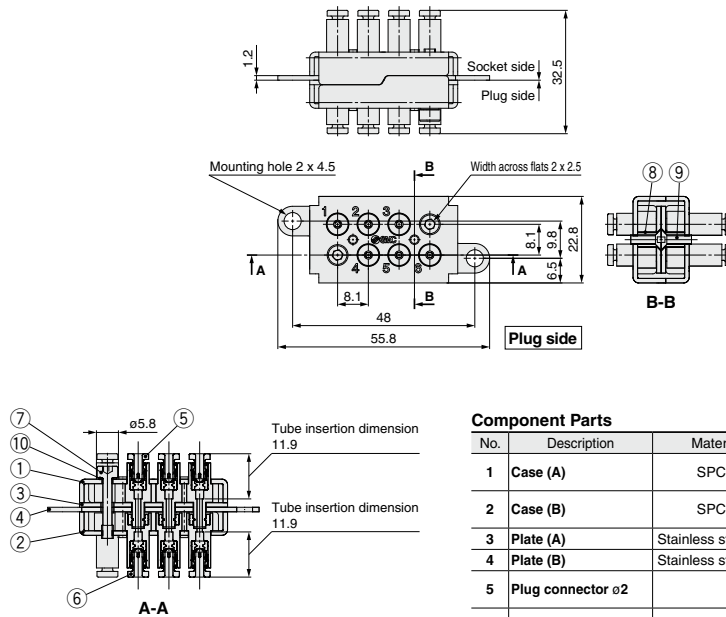 1.2
Socket side
Plug side
32.5
Mounting hole 2 x 4.5
B
Width across flats 2 x 2.5
1 2 3
SMC
4 5 6
A
A
B
8.1
48
55.8
8.1
9.8
6.5
22.8
Plug side
8 9
B-B
7
10
1
3
4
2
ø5.8
5
6
Tube insertion dimension
11.9
Tube insertion dimension
11.9
A-A
Component Parts
No. Description Mater
1 Case (A) SPC
2 Case (B) SPC
3 Plate (A) Stainless s
4 Plate (B) Stainless s
5 Plug connector ø2